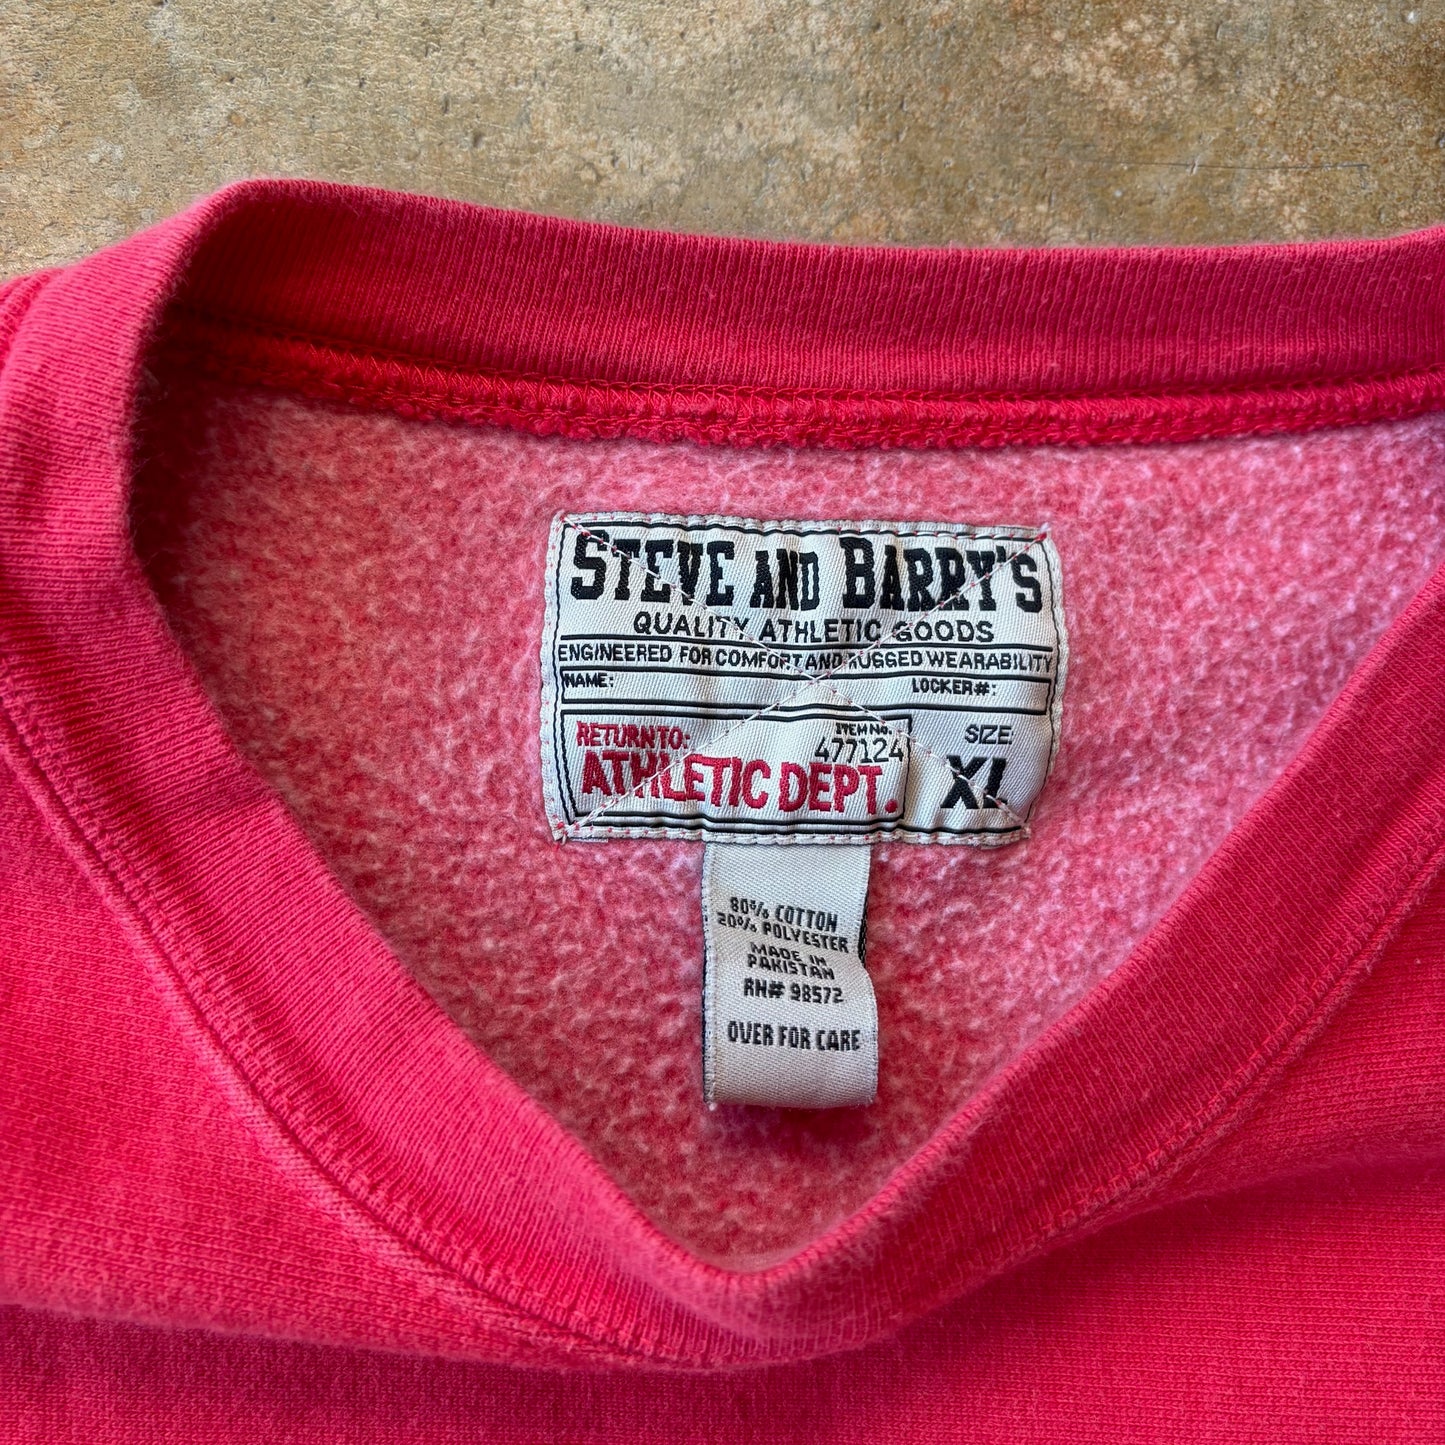 STEVE AND BARRY'S
QUALITY ATHLETIC GOODS
ENGINEERED FOR COMFORT AND RUGGED WEARABILITY
NAME: LOCKER#:
RETURN TO: ITEM No. SIZE:
477124
ATHLETIC DEPT. XL
80% COTTON
20% POLYESTER
MADE IN
PAKISTAN
RN# 98572
OVER FOR CARE